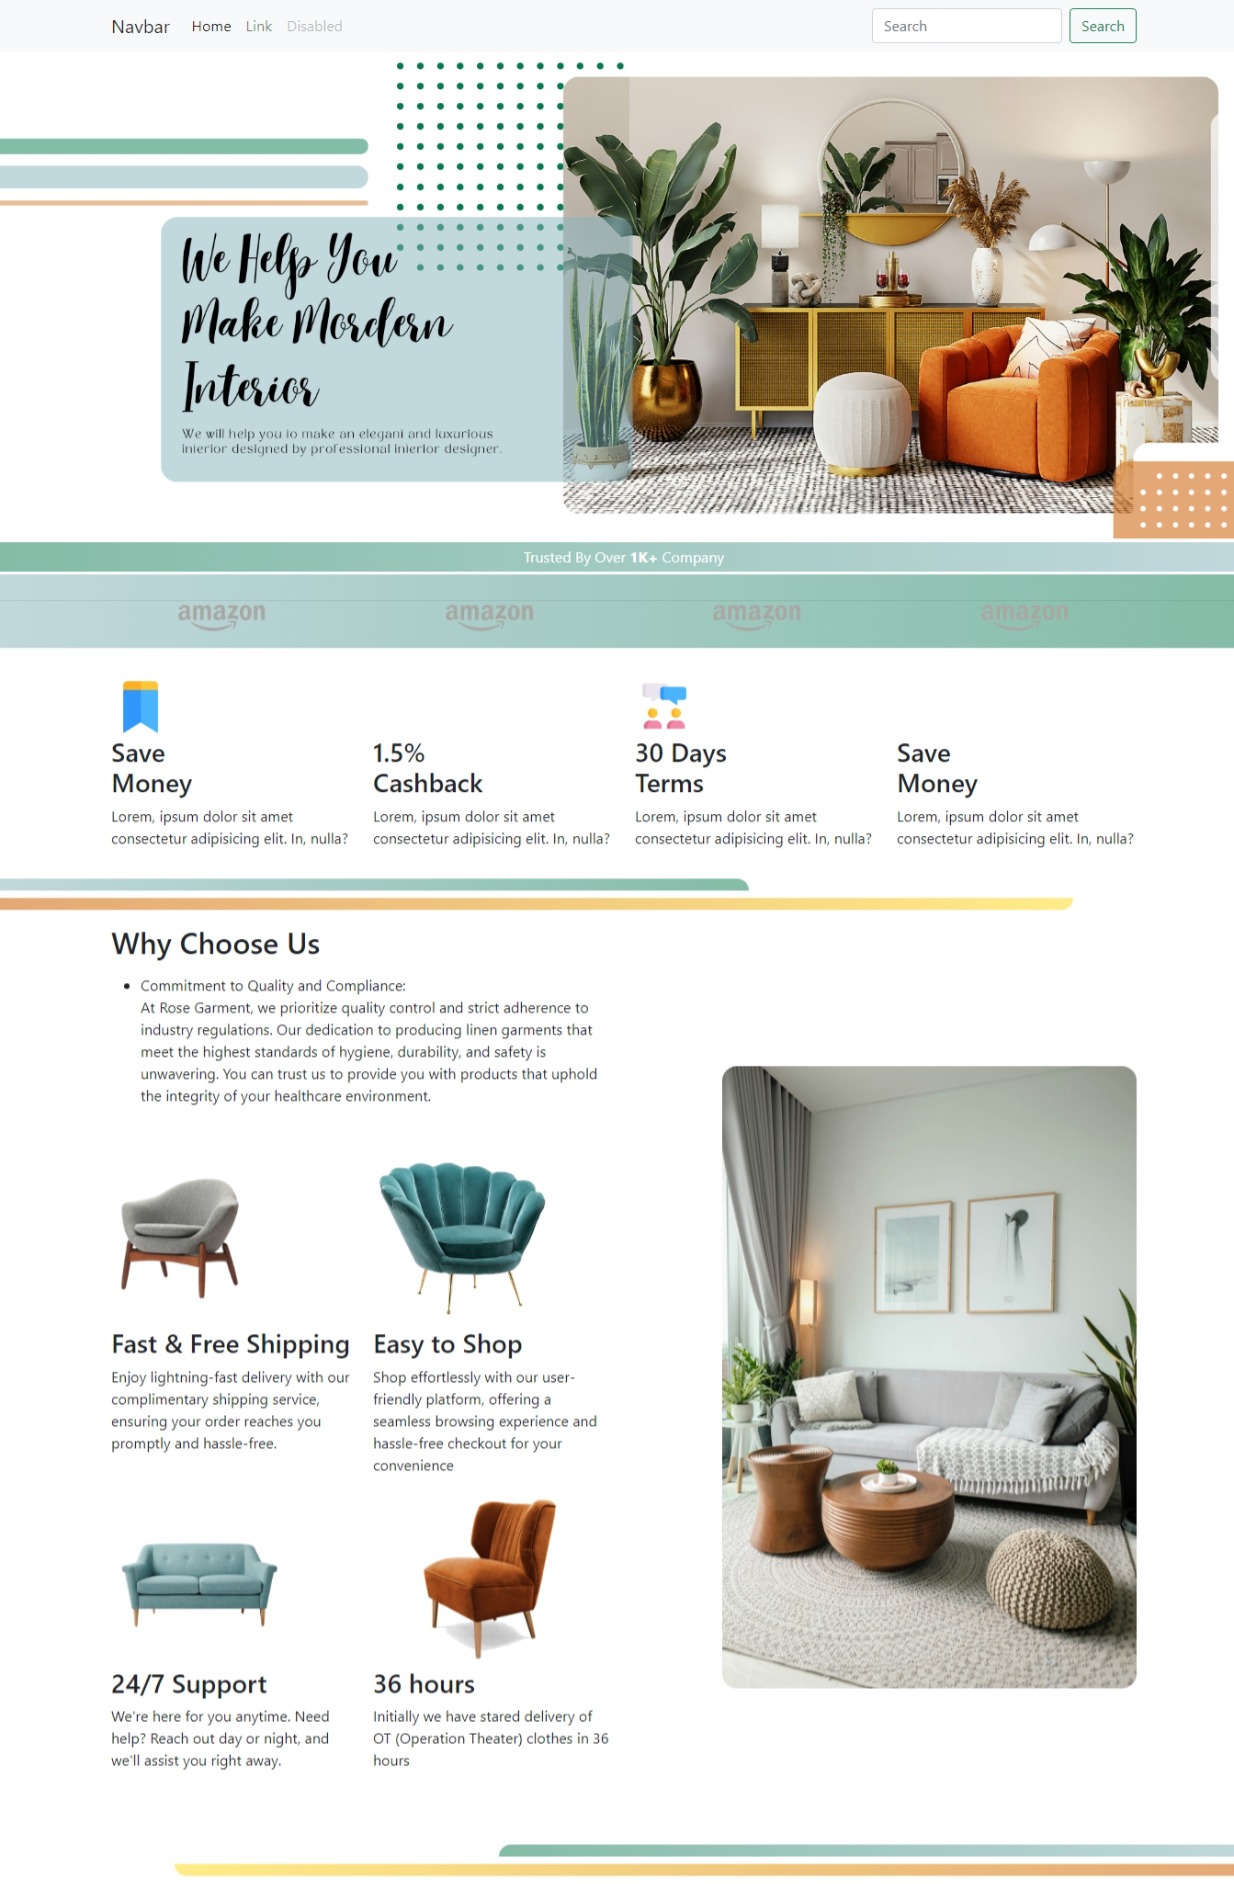 Navbar Home Link Disabled Search Search
We Help You
Make Mordern
Interior
We will help you to make an elegant and luxurious
interior designed by professional interior designer.
Trusted By Over 1K+ Company
amazon amazon amazon amazon
Save
Money
Lorem, ipsum dolor sit amet
consectetur adipisicing elit. In, nulla?
1.5%
Cashback
Lorem, ipsum dolor sit amet
consectetur adipisicing elit. In, nulla?
30 Days
Terms
Lorem, ipsum dolor sit amet
consectetur adipisicing elit. In, nulla?
Save
Money
Lorem, ipsum dolor sit amet
consectetur adipisicing elit. In, nulla?
Why Choose Us
• Commitment to Quality and Compliance:
At Rose Garment, we prioritize quality control and strict adherence to
industry regulations. Our dedication to producing linen garments that
meet the highest standards of hygiene, durability, and safety is
unwavering. You can trust us to provide you with products that uphold
the integrity of your healthcare environment.
Fast & Free Shipping
Enjoy lightning-fast delivery with our
complimentary shipping service,
ensuring your order reaches you
promptly and hassle-free.
Easy to Shop
Shop effortlessly with our user-
friendly platform, offering a
seamless browsing experience and
hassle-free checkout for your
convenience
24/7 Support
We're here for you anytime. Need
help? Reach out day or night, and
we'll assist you right away.
36 hours
Initially we have stared delivery of
OT (Operation Theater) clothes in 36
hours